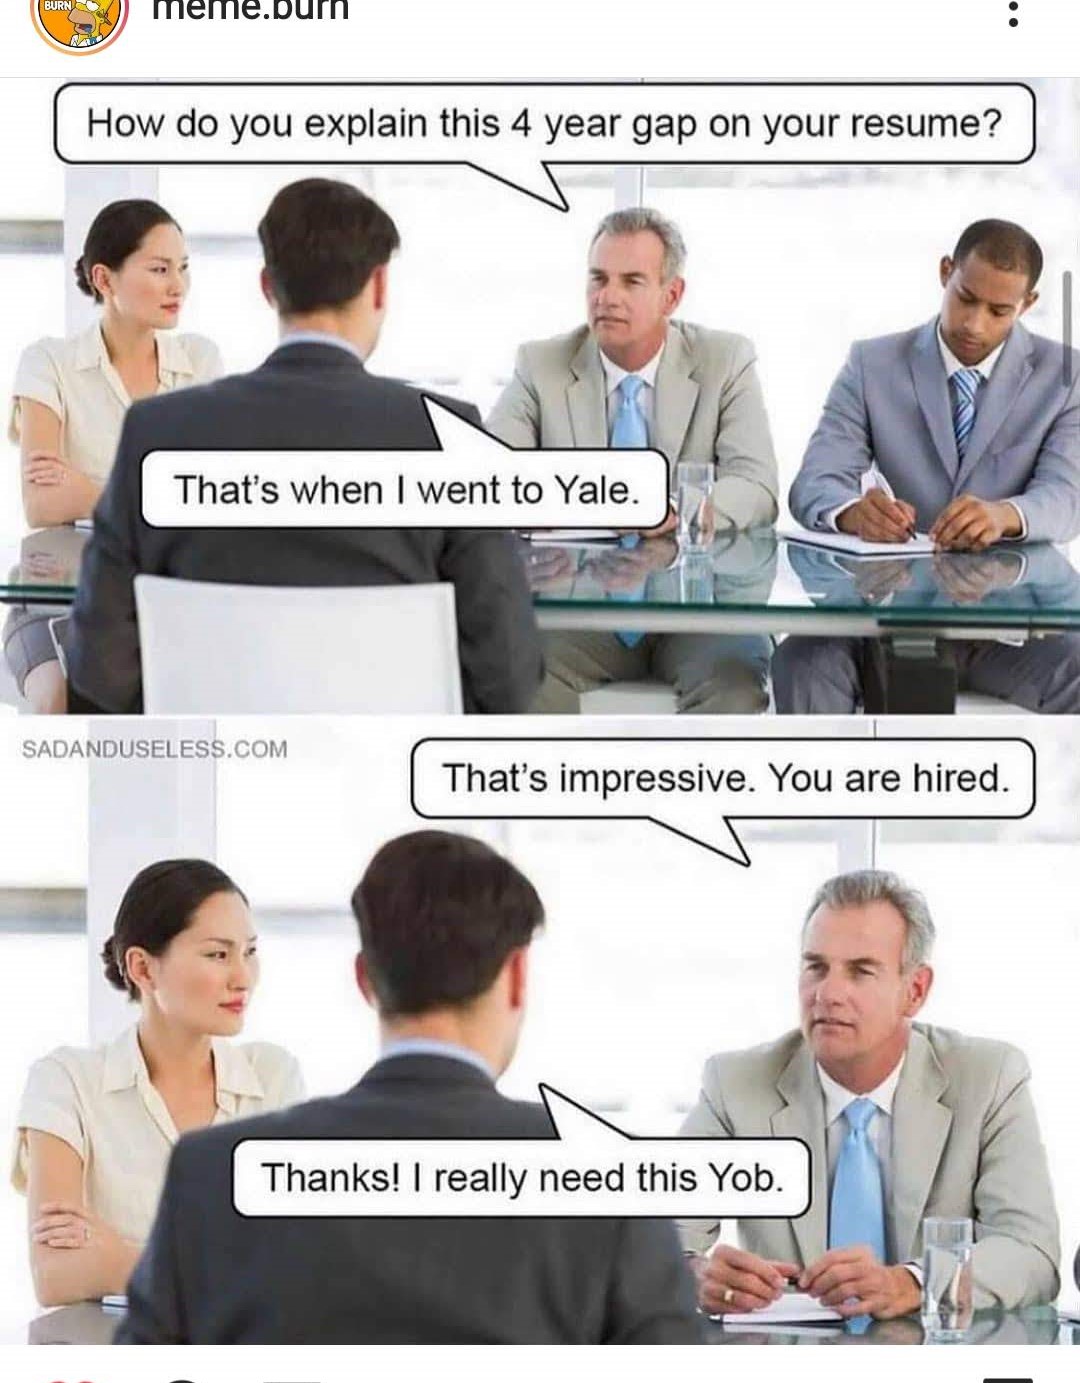 BURN
meme.burn
How do you explain this 4 year gap on your resume?
That's when I went to Yale.
SADANDUSELESS.COM
That's impressive. You are hired.
Thanks! I really need this Yob.